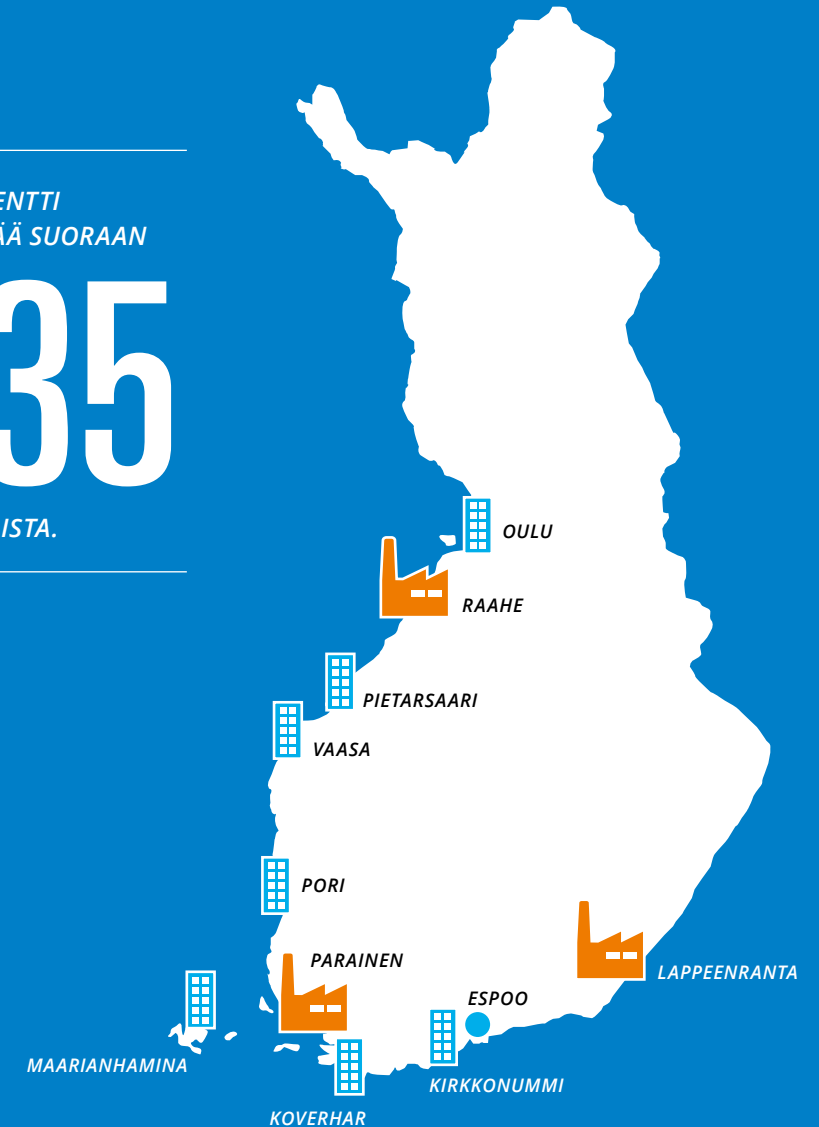 ENTTI
ÄÄ SUORAAN
35
ISTA.
OULU
RAAHE
PIETARSAARI
VAASA
PORI
PARAINEN
LAPPEENRANTA
ESPOO
MAARIANHAMINA
KIRKKONUMMI
KOVERHAR